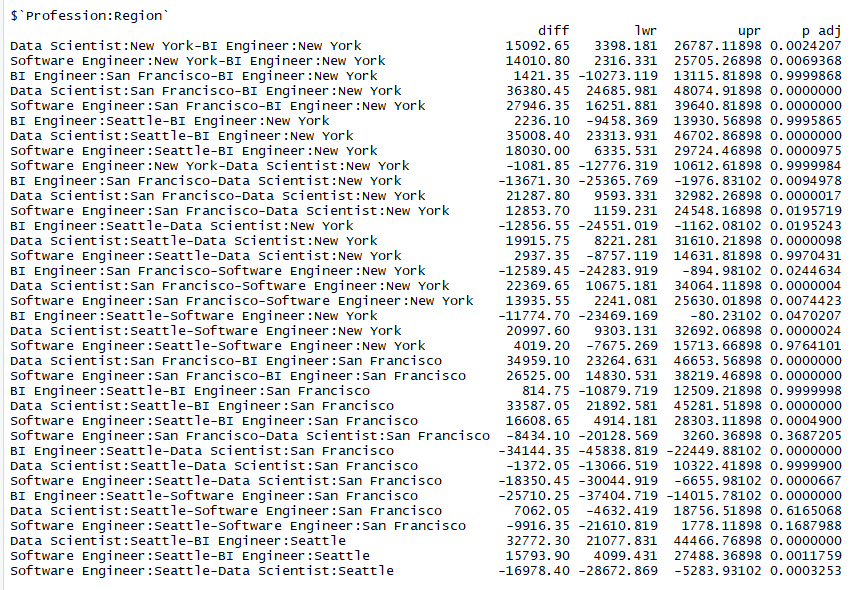 $`Profession:Region`
diff lwr upr p adj
Data Scientist:New York-BI Engineer:New York 15092.65 3398.181 26787.11898 0.0024207
Software Engineer:New York-BI Engineer:New York 14010.80 2316.331 25705.26898 0.0069368
BI Engineer:San Francisco-BI Engineer:New York 1421.35 -10273.119 13115.81898 0.9999868
Data Scientist:San Francisco-BI Engineer:New York 36380.45 24685.981 48074.91898 0.0000000
Software Engineer:San Francisco-BI Engineer:New York 27946.35 16251.881 39640.81898 0.0000000
BI Engineer:Seattle-BI Engineer:New York 2236.10 -9458.369 13930.56898 0.9995865
Data Scientist:Seattle-BI Engineer:New York 35008.40 23313.931 46702.86898 0.0000000
Software Engineer:Seattle-BI Engineer:New York 18030.00 6335.531 29724.46898 0.0000975
Software Engineer:New York-Data Scientist:New York -1081.85 -12776.319 10612.61898 0.9999984
BI Engineer:San Francisco-Data Scientist:New York -13671.30 -25365.769 -1976.83102 0.0094978
Data Scientist:San Francisco-Data Scientist:New York 21287.80 9593.331 32982.26898 0.0000017
Software Engineer:San Francisco-Data Scientist:New York 12853.70 1159.231 24548.16898 0.0195719
BI Engineer:Seattle-Data Scientist:New York -12856.55 -24551.019 -1162.08102 0.0195243
Data Scientist:Seattle-Data Scientist:New York 19915.75 8221.281 31610.21898 0.0000098
Software Engineer:Seattle-Data Scientist:New York 2937.35 -8757.119 14631.81898 0.9970431
BI Engineer:San Francisco-Software Engineer:New York -12589.45 -24283.919 -894.98102 0.0244634
Data Scientist:San Francisco-Software Engineer:New York 22369.65 10675.181 34064.11898 0.0000004
Software Engineer:San Francisco-Software Engineer:New York 13935.55 2241.081 25630.01898 0.0074423
BI Engineer:Seattle-Software Engineer:New York -11774.70 -23469.169 -80.23102 0.0470207
Data Scientist:Seattle-Software Engineer:New York 20997.60 9303.131 32692.06898 0.0000024
Software Engineer:Seattle-Software Engineer:New York 4019.20 -7675.269 15713.66898 0.9764101
Data Scientist:San Francisco-BI Engineer:San Francisco 34959.10 23264.631 46653.56898 0.0000000
Software Engineer:San Francisco-BI Engineer:San Francisco 26525.00 14830.531 38219.46898 0.0000000
BI Engineer:Seattle-BI Engineer:San Francisco 814.75 -10879.719 12509.21898 0.9999998
Data Scientist:Seattle-BI Engineer:San Francisco 33587.05 21892.581 45281.51898 0.0000000
Software Engineer:Seattle-BI Engineer:San Francisco 16608.65 4914.181 28303.11898 0.0004900
Software Engineer:San Francisco-Data Scientist:San Francisco -8434.10 -20128.569 3260.36898 0.3687205
BI Engineer:Seattle-Data Scientist:San Francisco -34144.35 -45838.819 -22449.88102 0.0000000
Data Scientist:Seattle-Data Scientist:San Francisco -1372.05 -13066.519 10322.41898 0.9999900
Software Engineer:Seattle-Data Scientist:San Francisco -18350.45 -30044.919 -6655.98102 0.0000667
BI Engineer:Seattle-Software Engineer:San Francisco -25710.25 -37404.719 -14015.78102 0.0000000
Data Scientist:Seattle-Software Engineer:San Francisco 7062.05 -4632.419 18756.51898 0.6165068
Software Engineer:Seattle-Software Engineer:San Francisco -9916.35 -21610.819 1778.11898 0.1687988
Data Scientist:Seattle-BI Engineer:Seattle 32772.30 21077.831 44466.76898 0.0000000
Software Engineer:Seattle-BI Engineer:Seattle 15793.90 4099.431 27488.36898 0.0011759
Software Engineer:Seattle-Data Scientist:Seattle -16978.40 -28672.869 -5283.93102 0.0003253